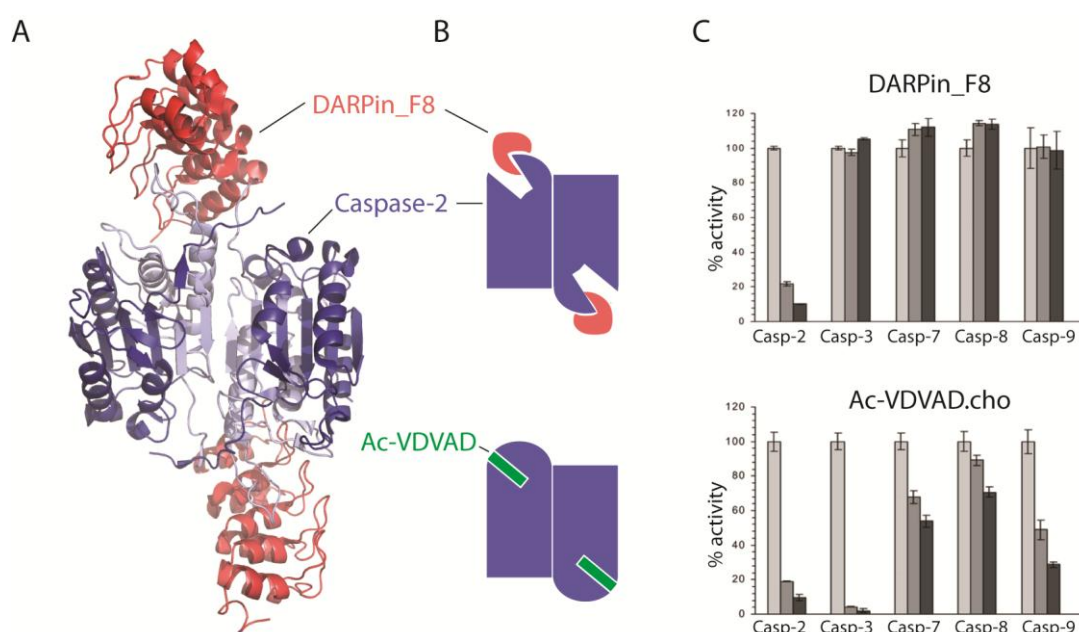 A
B
C
DARPin_F8
Caspase-2
Ac-VDVAD
DARPin_F8
% activity
120
100
80
60
40
20
0
Casp-2 Casp-3 Casp-7 Casp-8 Casp-9
Ac-VDVAD.cho
% activity
120
100
80
60
40
20
0
Casp-2 Casp-3 Casp-7 Casp-8 Casp-9